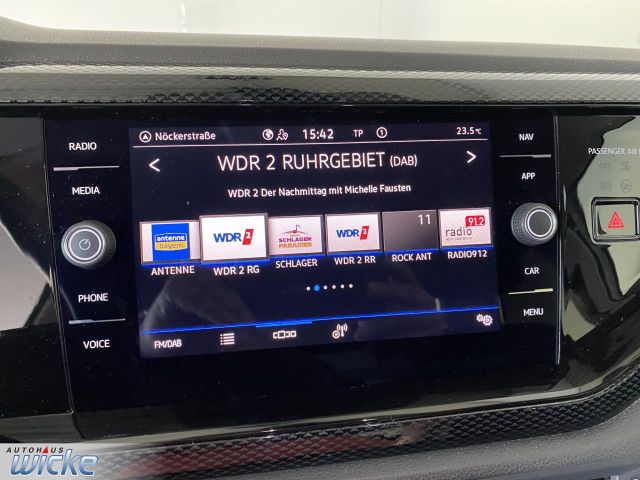 RADIO
MEDIA
PHONE
VOICE
Nöckerstraße
15:42
TP
1
23.5°C
< WDR 2 RUHRGEBIET (DAB) >
WDR 2 Der Nachmittag mit Michelle Fausten
antenne
bayern
WDR 2
SCHLAGER
PARADIES
WDR 2
11
91.2
radio
ANTENNE
WDR 2 RG
SCHLAGER
WDR 2 RR
ROCK ANT
RADIO912
FM/DAB
NAV
APP
CAR
MENU
PASSENGER AIR
OFF
AUTOHAUS
WICKE